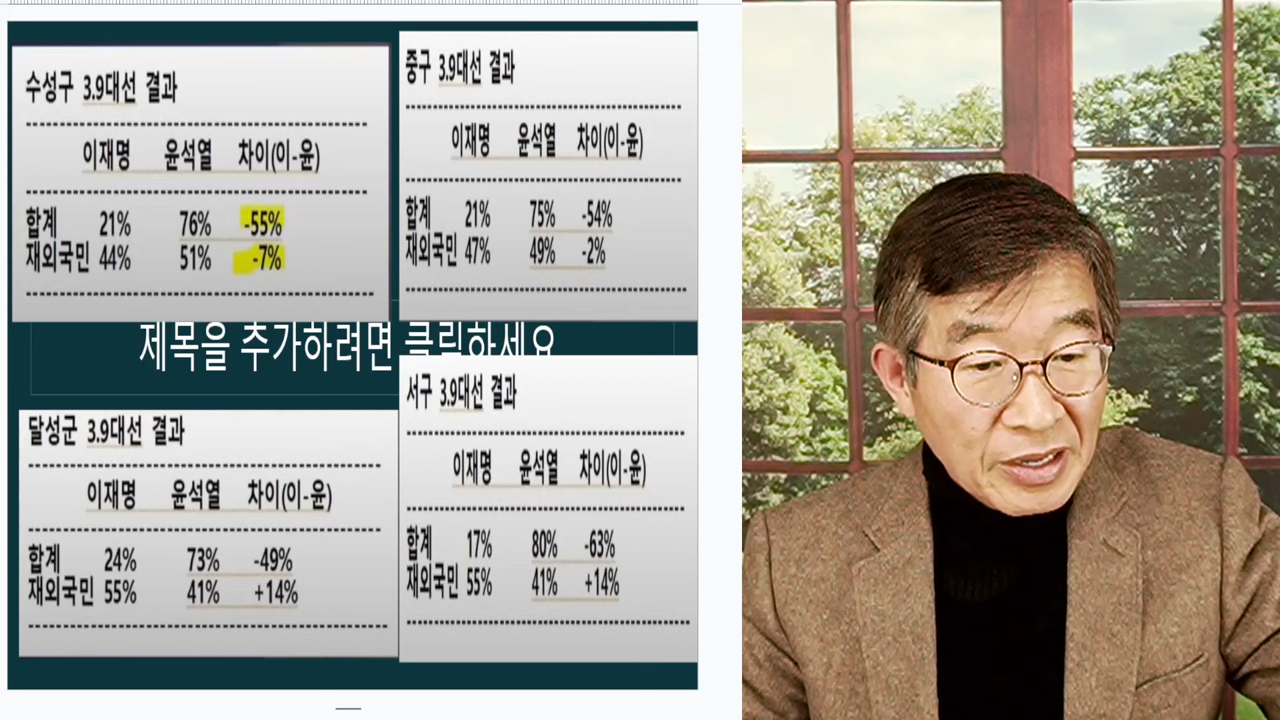 수성구 3.9대선 결과
이재명 윤석열 차이(이-윤)
합계 21% 76% -55%
재외국민 44% 51% -7%
중구 3.9대선 결과
이재명 윤석열 차이(이-윤)
합계 21% 75% -54%
재외국민 47% 49% -2%
제목을 추가하려면 클릭하세요
달성군 3.9대선 결과
이재명 윤석열 차이(이-윤)
합계 24% 73% -49%
재외국민 55% 41% +14%
서구 3.9대선 결과
이재명 윤석열 차이(이-윤)
합계 17% 80% -63%
재외국민 55% 41% +14%